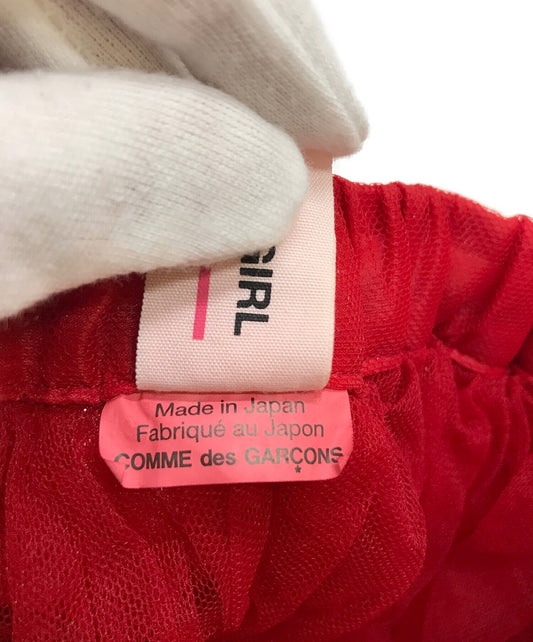 GIRL
Made in Japan
Fabriqué au Japon
COMME des GARÇONS
*